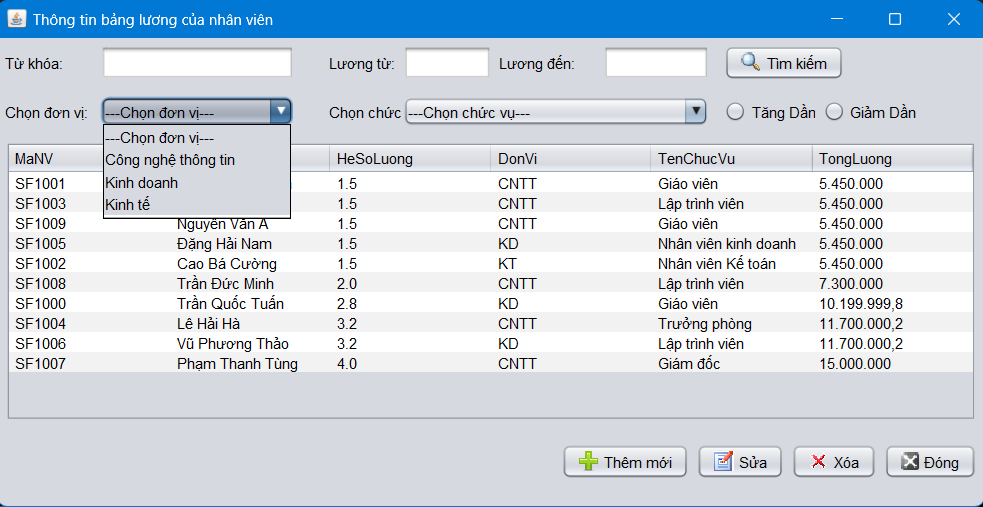 Thông tin bảng lương của nhân viên
Từ khóa: Lương từ: Lương đến: Tìm kiếm
Chọn đơn vị: ---Chọn đơn vị--- Chọn chức ---Chọn chức vụ--- Tăng Dần Giảm Dần
---Chọn đơn vị---
Công nghệ thông tin
Kinh doanh
Kinh tế
MaNV HeSoLuong DonVi TenChucVu TongLuong
SF1001 1.5 CNTT Giáo viên 5.450.000
SF1003 1.5 CNTT Lập trình viên 5.450.000
SF1009 Nguyễn Văn A 1.5 CNTT Giáo viên 5.450.000
SF1005 Đặng Hải Nam 1.5 KD Nhân viên kinh doanh 5.450.000
SF1002 Cao Bá Cường 1.5 KT Nhân viên Kế toán 5.450.000
SF1008 Trần Đức Minh 2.0 CNTT Lập trình viên 7.300.000
SF1000 Trần Quốc Tuấn 2.8 KD Giáo viên 10.199.999,8
SF1004 Lê Hải Hà 3.2 CNTT Trưởng phòng 11.700.000,2
SF1006 Vũ Phương Thảo 3.2 KD Lập trình viên 11.700.000,2
SF1007 Phạm Thanh Tùng 4.0 CNTT Giám đốc 15.000.000
Thêm mới Sửa Xóa Đóng